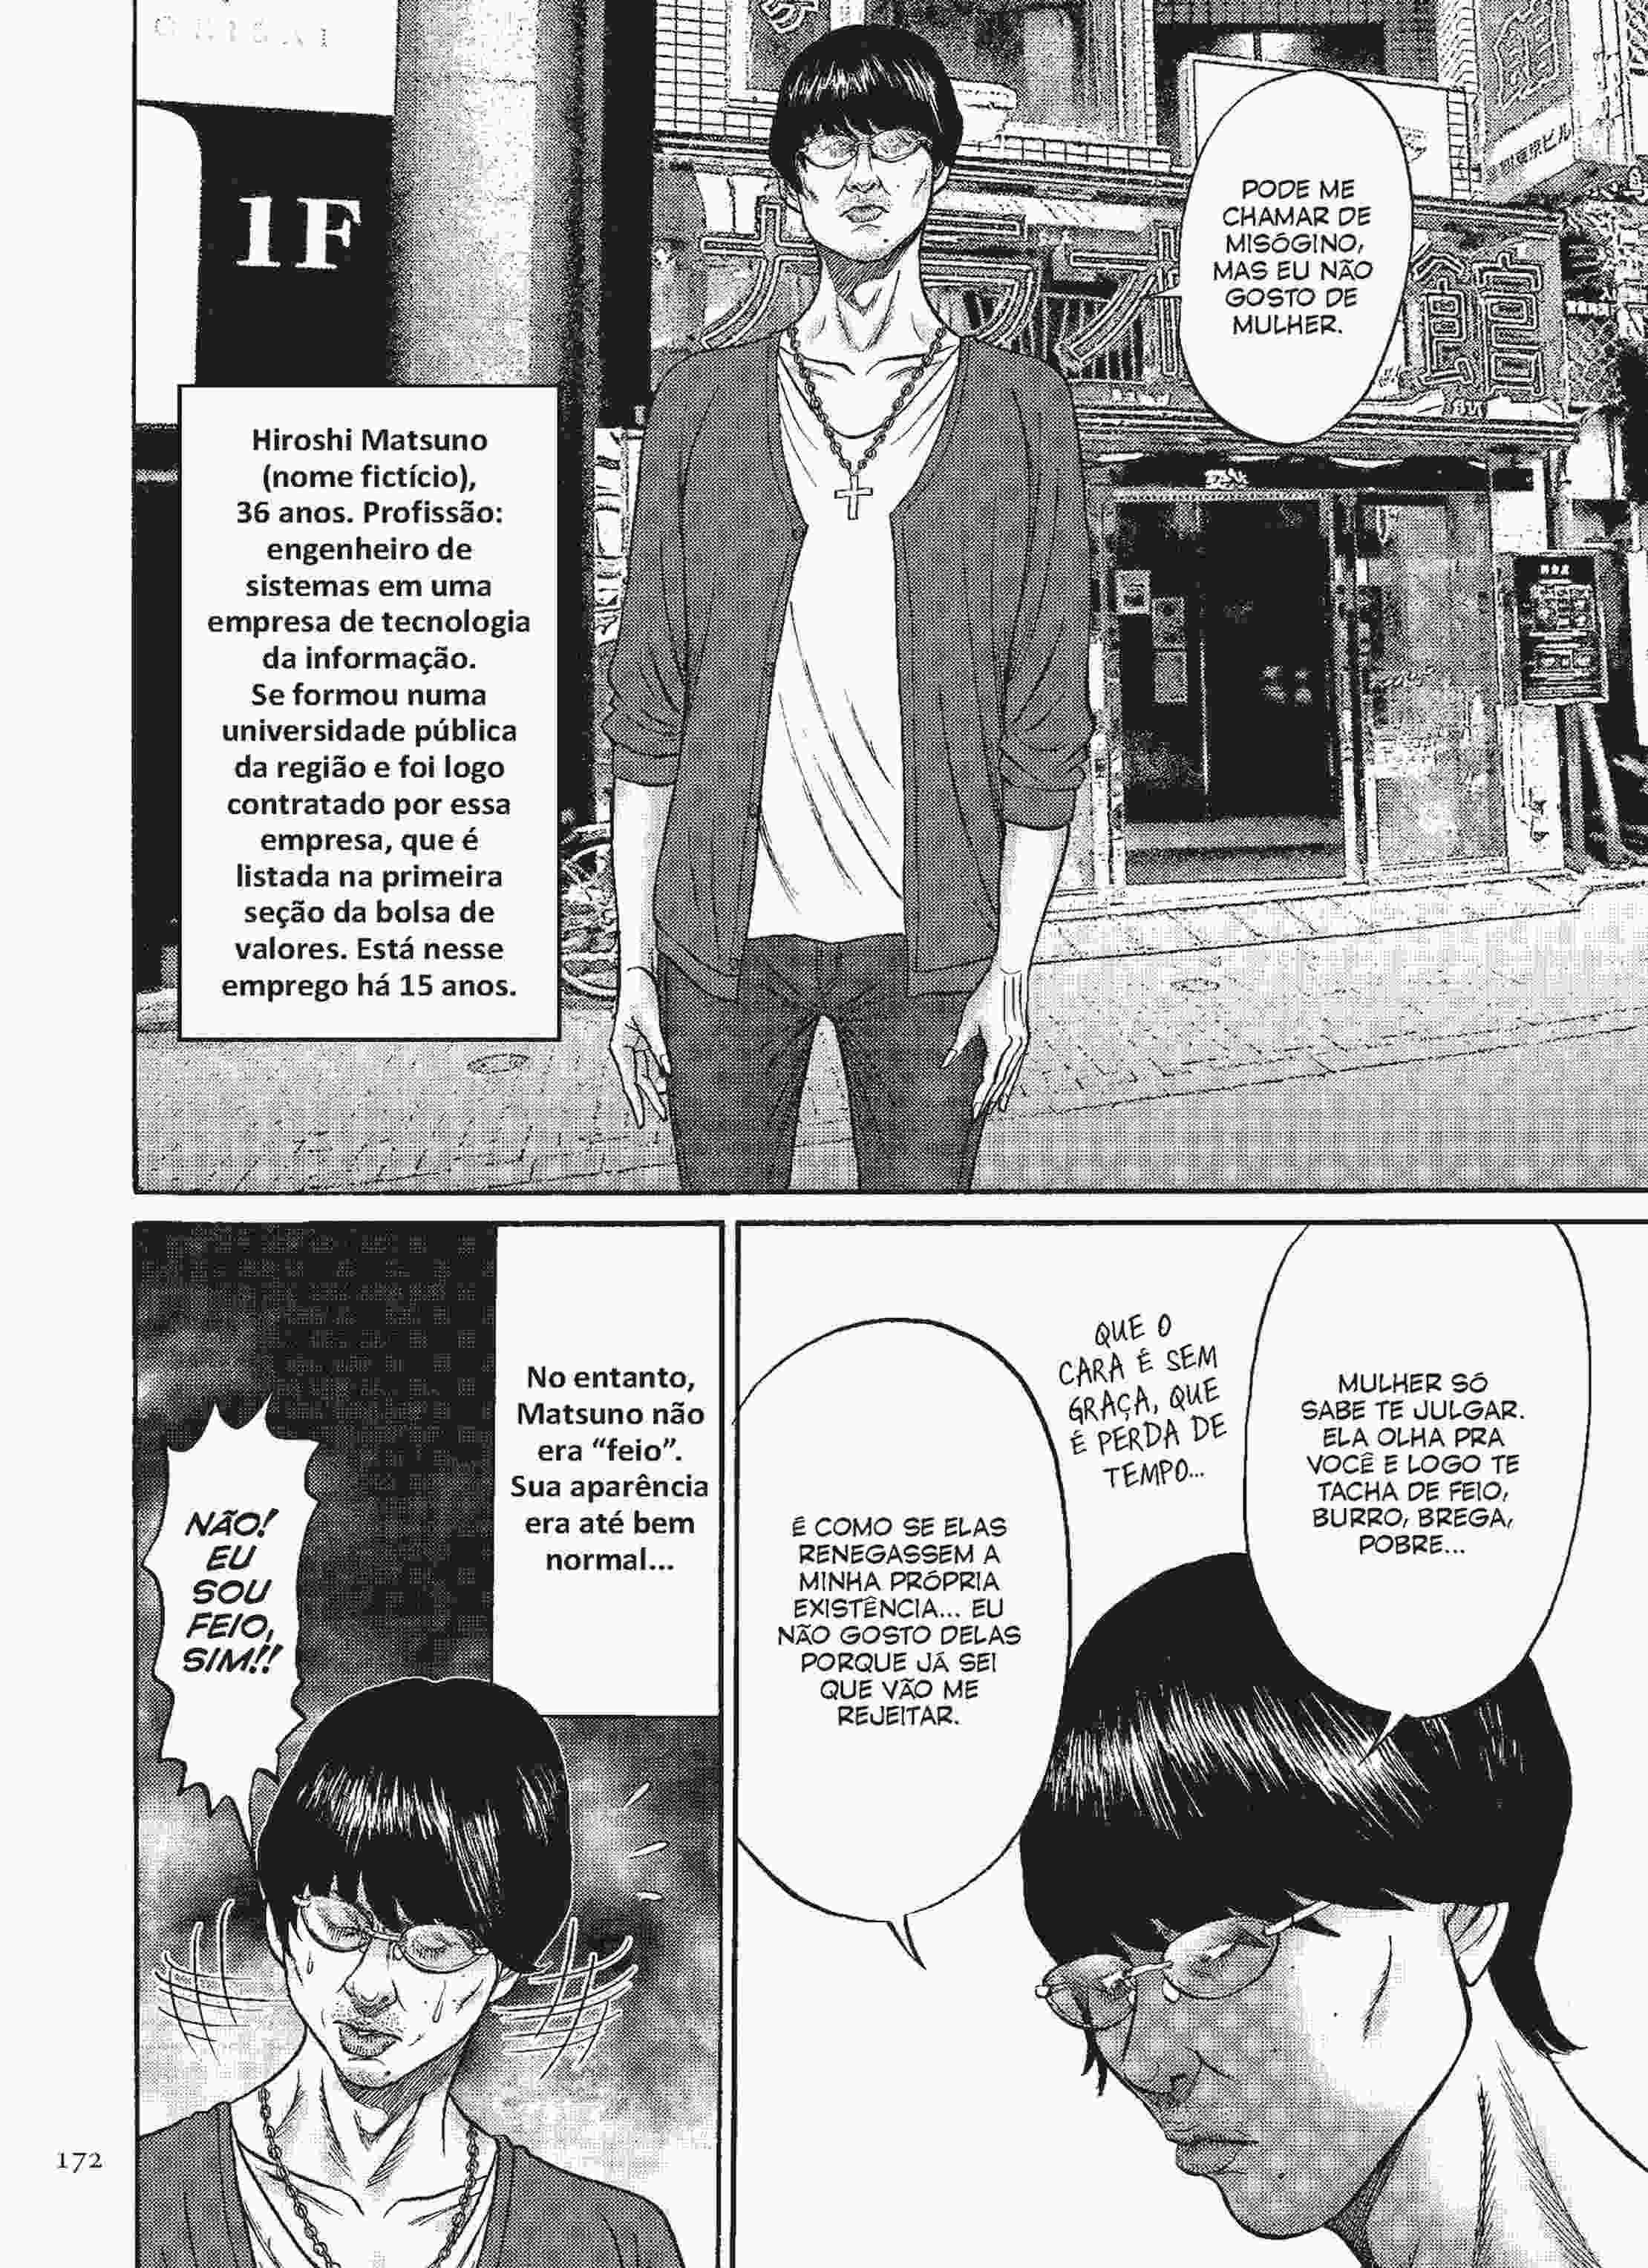 1F
PODE ME
CHAMAR DE
MISÓGINO,
MAS EU NÃO
GOSTO DE
MULHER.
Hiroshi Matsuno
(nome fictício),
36 anos. Profissão:
engenheiro de
sistemas em uma
empresa de tecnologia
da informação.
Se formou numa
universidade pública
da região e foi logo
contratado por essa
empresa, que é
listada na primeira
seção da bolsa de
valores. Está nesse
emprego há 15 anos.
MULHER SÓ
SABE TE JULGAR.
ELA OLHA PRA
VOCÊ E LOGO TE
TACHA DE FEIO,
BURRO, BREGA,
POBRE...
QUE O
CARA É SEM
GRAÇA, QUE
É PERDA DE
TEMPO...
É COMO SE ELAS
RENEGASSEM A
MINHA PRÓPRIA
EXISTÊNCIA... EU
NÃO GOSTO DELAS
PORQUE JÁ SEI
QUE VÃO ME
REJEITAR.
No entanto,
Matsuno não
era “feio”.
Sua aparência
era até bem
normal...
NÃO!
EU
SOU
FEIO,
SIM!!
172